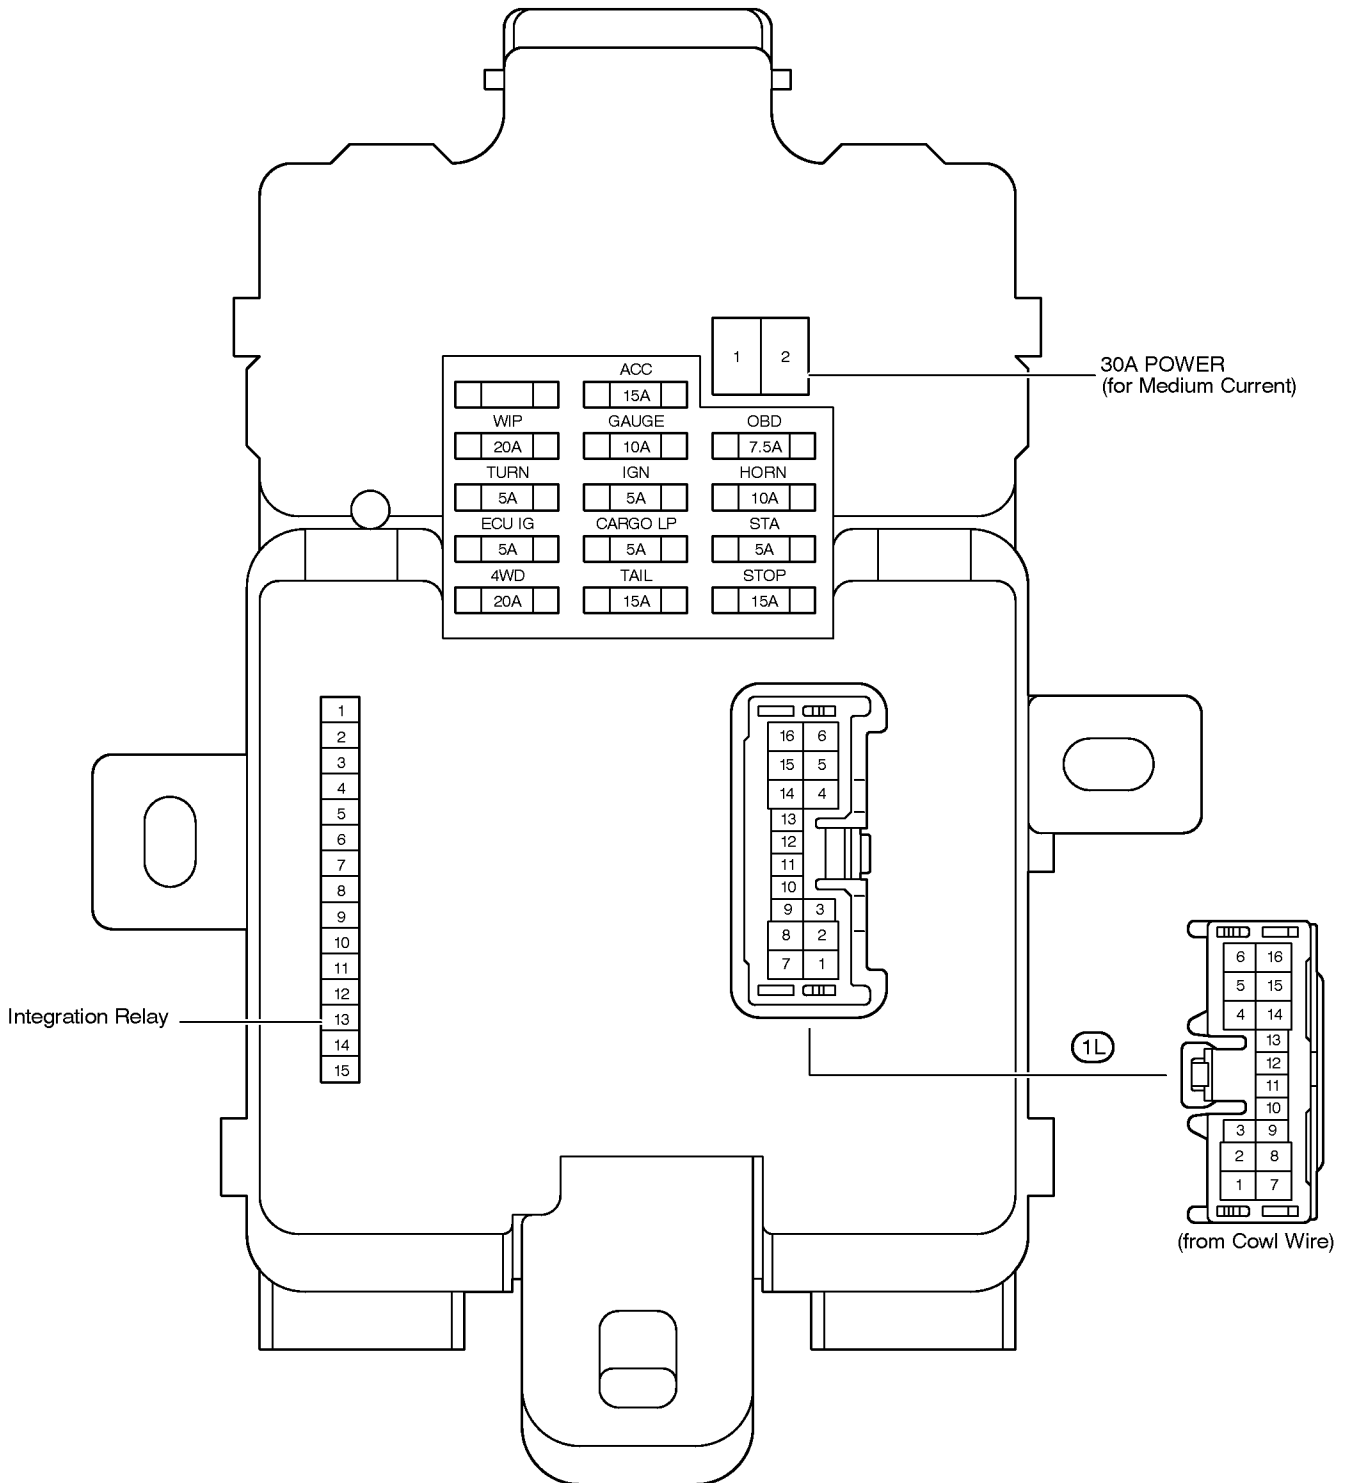 1 2
30A POWER
(for Medium Current)
ACC
15A
WIP GAUGE OBD
20A 10A 7.5A
TURN IGN HORN
5A 5A 10A
ECU IG CARGO LP STA
5A 5A 5A
4WD TAIL STOP
20A 15A 15A
1
2
3
4
5
6
7
8
9
10
11
12
13
14
15
Integration Relay
16 6
15 5
14 4
13
12
11
10
9 3
8 2
7 1
1L
6 16
5 15
4 14
13
12
11
10
3 9
2 8
1 7
(from Cowl Wire)